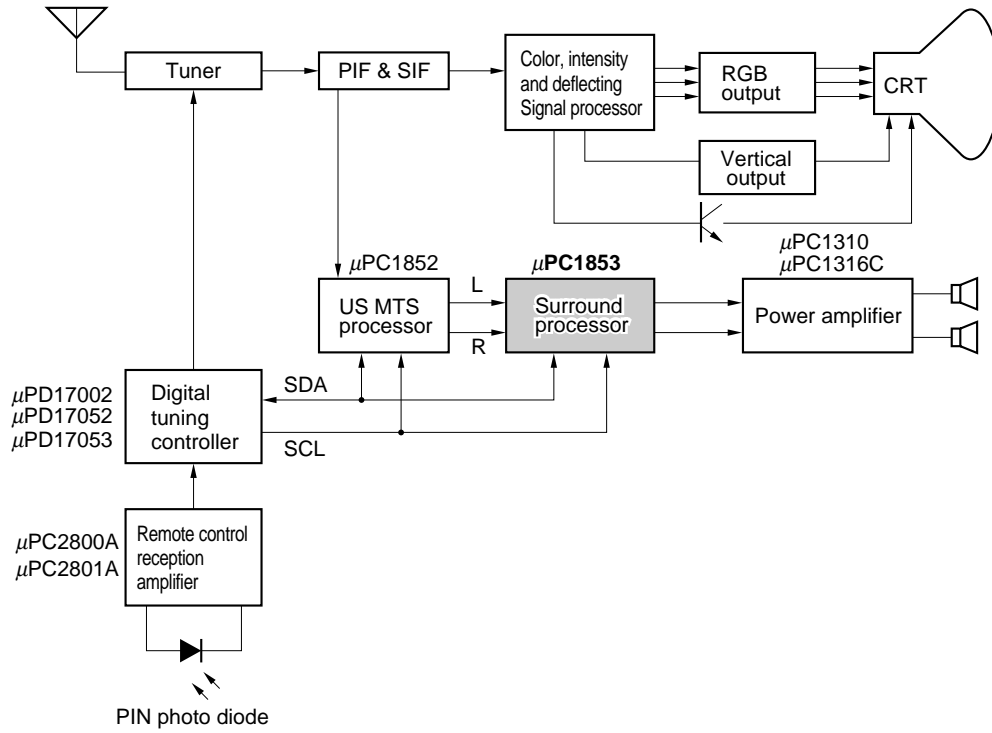 Tuner
PIF & SIF
Color, intensity
and deflecting
Signal processor
RGB
output
CRT
Vertical
output
µPC1310
µPC1316C
µPC1852
µPC1853
US MTS
processor
L
R
Surround
processor
Power amplifier
µPD17002
µPD17052
µPD17053
Digital
tuning
controller
SDA
SCL
µPC2800A
µPC2801A
Remote control
reception
amplifier
PIN photo diode